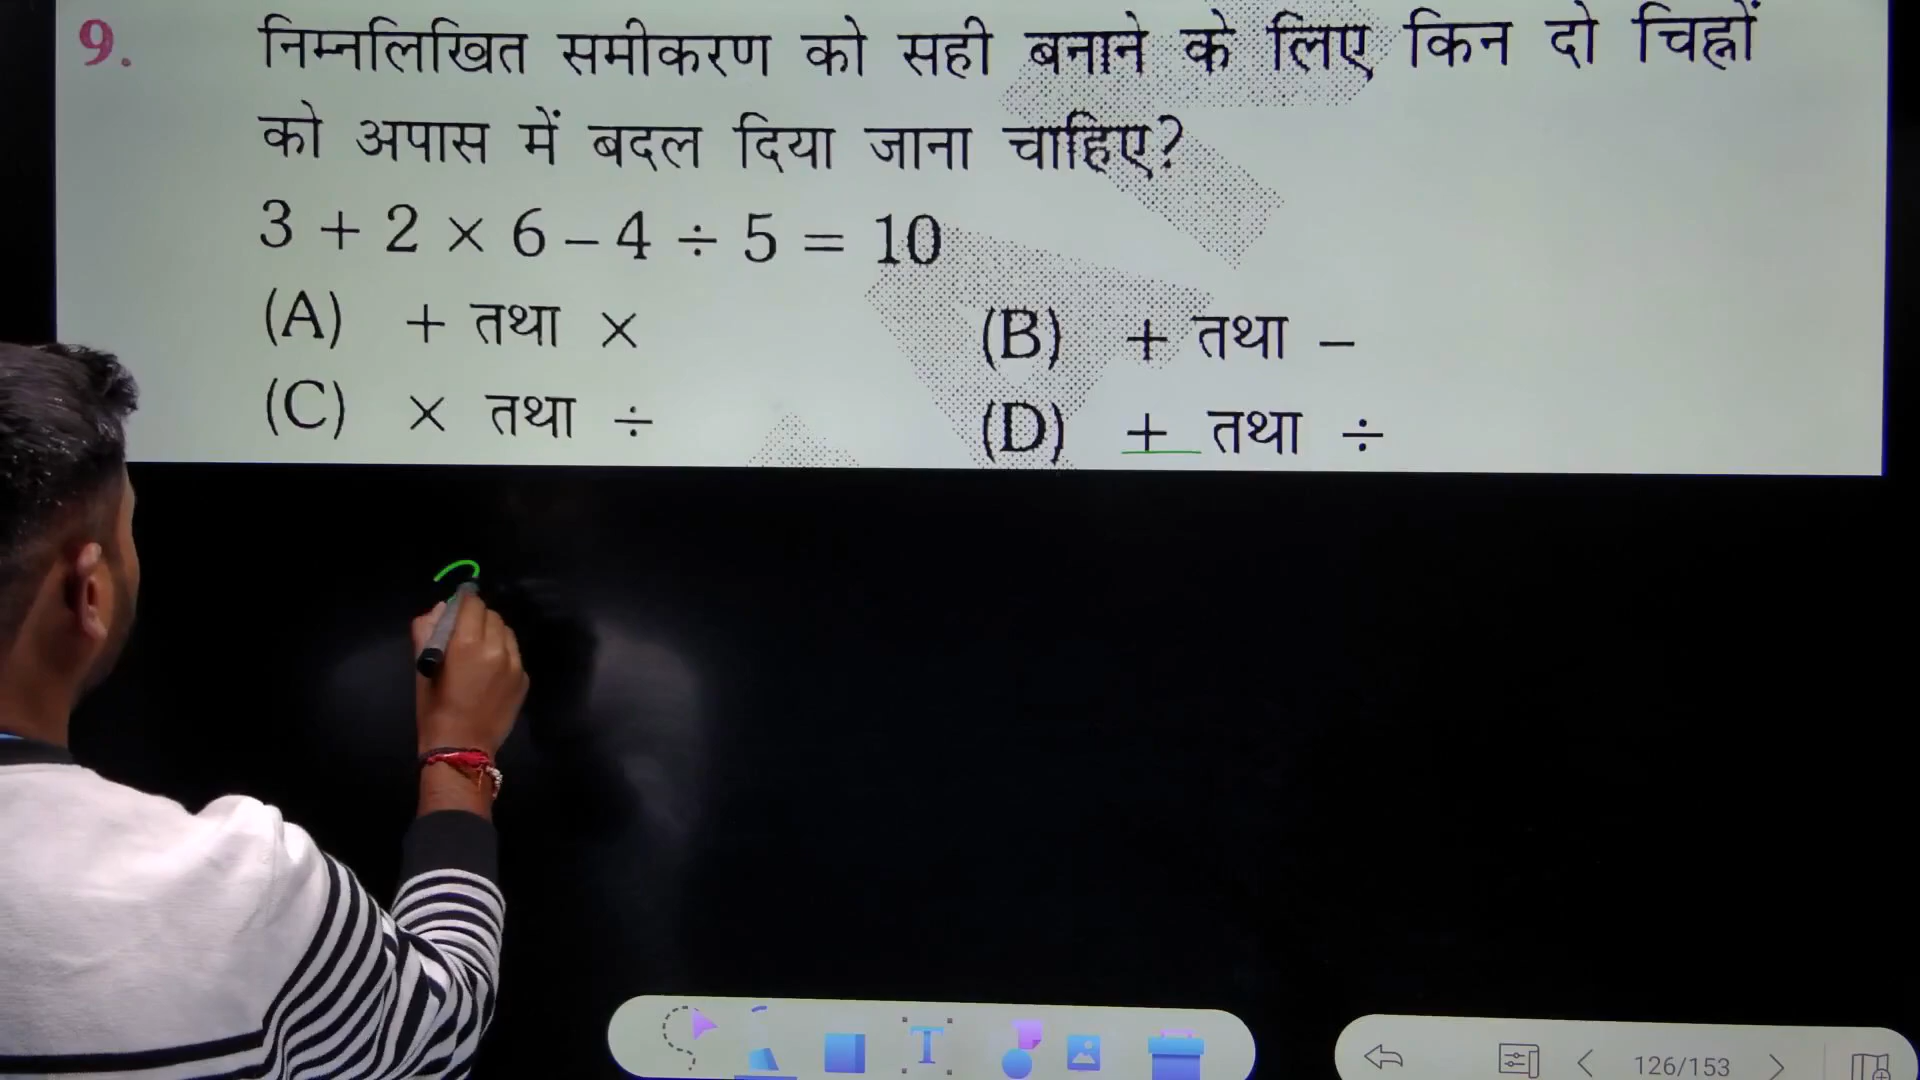 9. निम्नलिखित समीकरण को सही बनाने के लिए किन दो चिह्नों
को अपास में बदल दिया जाना चाहिए?
3 + 2 × 6 – 4 ÷ 5 = 10
(A) + तथा × (B) + तथा –
(C) × तथा ÷ (D) + तथा ÷
T
126/153